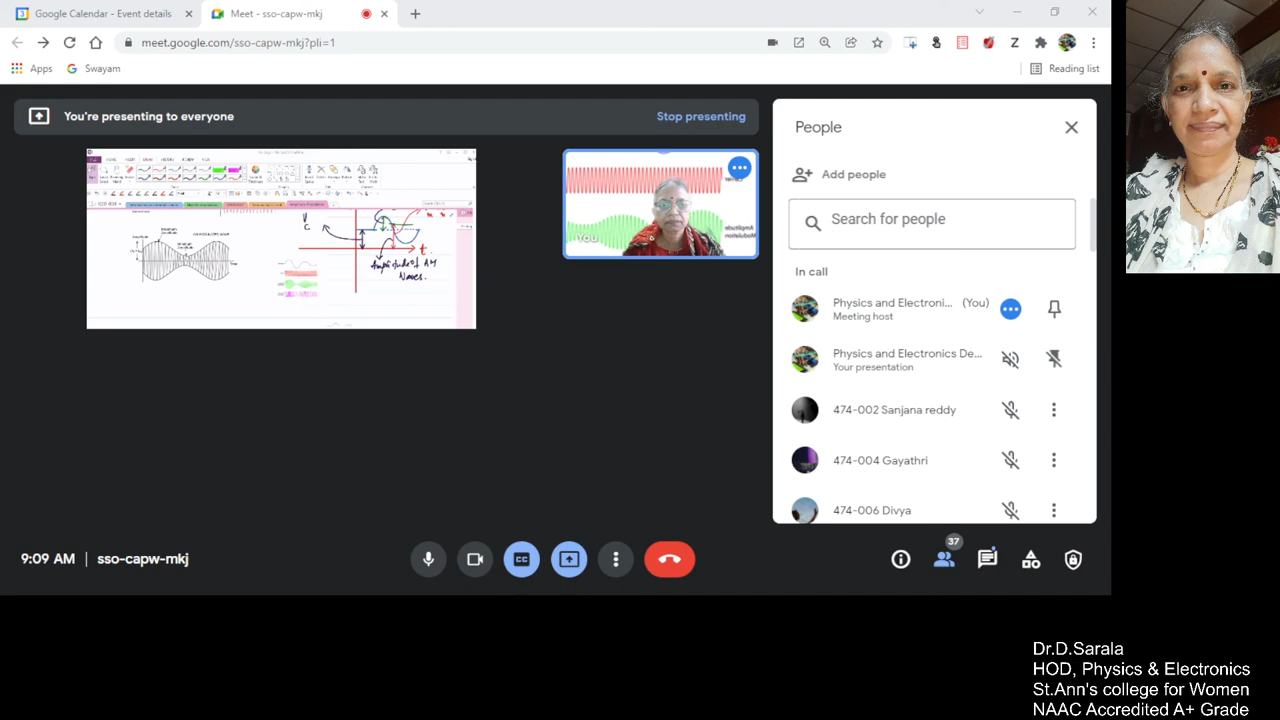 Google Calendar - Event details
Meet - sso-capw-mkj
meet.google.com/sso-capw-mkj?pli=1
Apps
Swayam
Reading list
You're presenting to everyone
Stop presenting
People
Add people
Search for people
In call
Physics and Electroni... (You)
Meeting host
Physics and Electronics De...
Your presentation
474-002 Sanjana reddy
474-004 Gayathri
474-006 Divya
Amplitude of AM
Waves.
t
Vc
YOU
9:09 AM | sso-capw-mkj
CC
37
Dr.D.Sarala
HOD, Physics & Electronics
St.Ann's college for Women
NAAC Accredited A+ Grade